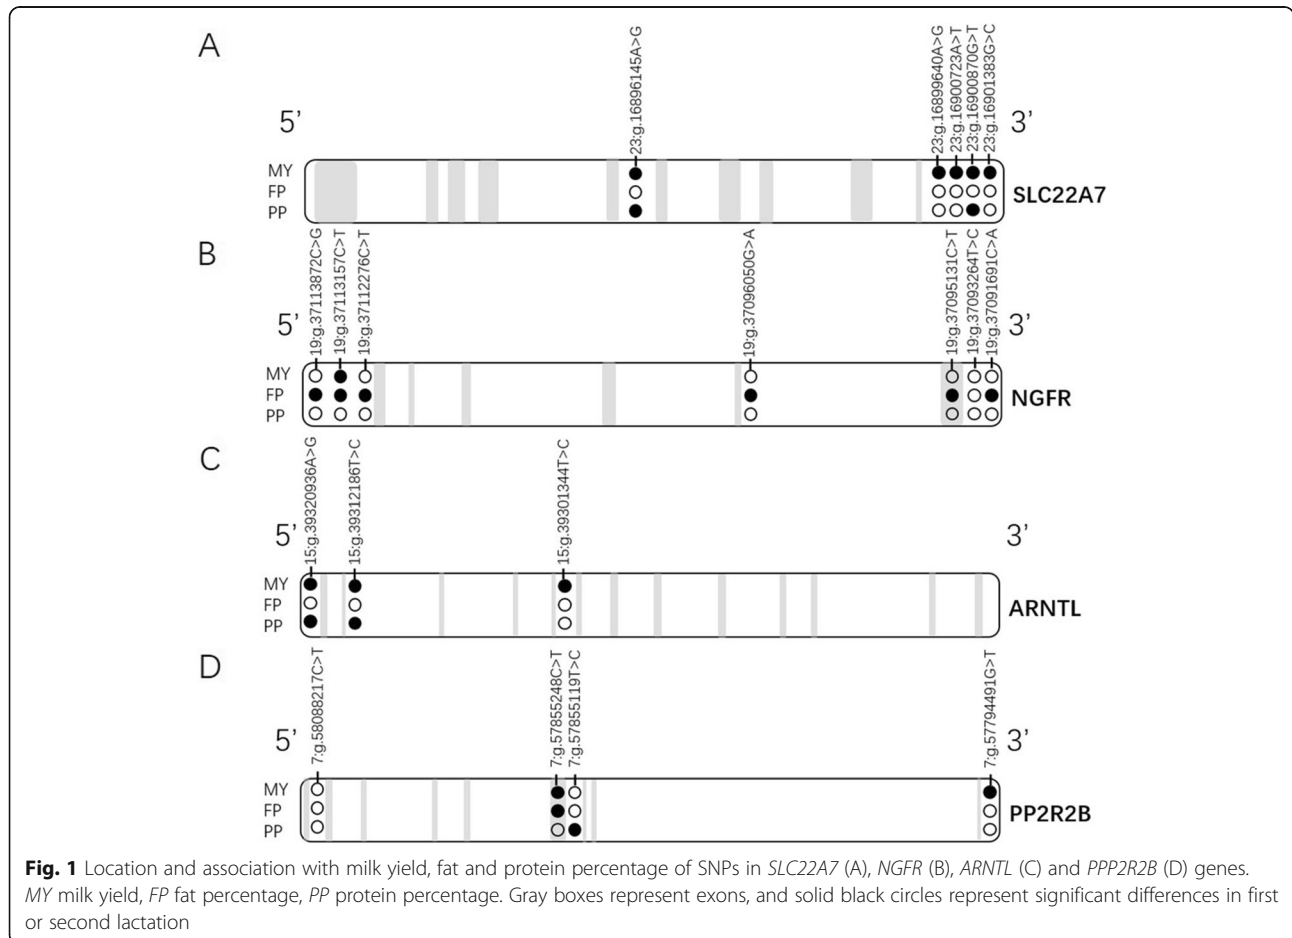 A
23:g.16896145A>G
23:g.16899640A>G
23:g.16900723A>T
23:g.16900870G>T
23:g.16901383G>C
5’
3’
MY
FP
PP
SLC22A7
B
19:g.37113872C>G
19:g.37113157C>T
19:g.37112276C>T
19:g.37096050G>A
19:g.37095131C>T
19:g.37093264T>C
19:g.37091691C>A
5’
3’
MY
FP
PP
NGFR
C
15:g.39320936A>G
15:g.39312186T>C
15:g.39301344T>C
5’
3’
MY
FP
PP
ARNTL
D
7:g.58088217C>T
7:g.57855248C>T
7:g.57855119T>C
7:g.57794491G>T
5’
3’
MY
FP
PP
PP2R2B
Fig. 1 Location and association with milk yield, fat and protein percentage of SNPs in SLC22A7 (A), NGFR (B), ARNTL (C) and PPP2R2B (D) genes.
MY milk yield, FP fat percentage, PP protein percentage. Gray boxes represent exons, and solid black circles represent significant differences in first
or second lactation